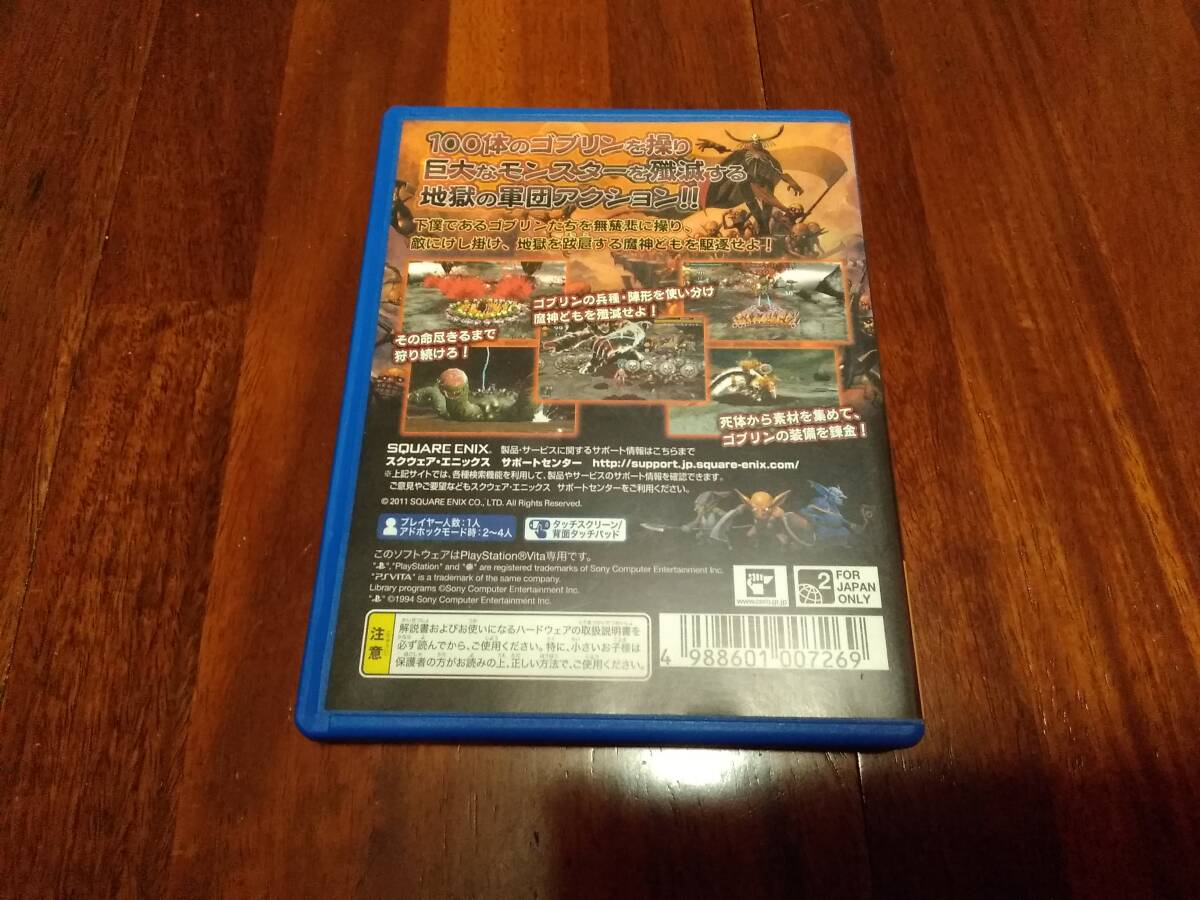 100体のゴブリンを操り
巨大なモンスターを殲滅する
地獄の軍団アクション!!
下僕であるゴブリンたちを無慈悲に操り、
敵にけし掛け、地獄を跋扈する魔神どもを駆逐せよ！
ゴブリンの兵種・陣形を使い分け
魔神どもを殲滅せよ！
その命尽きるまで
狩り続けろ！
死体から素材を集めて、
ゴブリンの装備を錬金！
SQUARE ENIX. 製品・サービスに関するサポート情報はこちらまで
スクウェア・エニックス サポートセンター http://support.jp.square-enix.com/
※上記サイトでは、各種検索機能を利用して、製品やサービスのサポート情報を確認できます。
ご意見やご要望などもスクウェア・エニックス サポートセンターをご利用ください。
© 2011 SQUARE ENIX CO., LTD. All Rights Reserved.
プレイヤー人数：1人
アドホックモード時：2〜4人
タッチスクリーン/
背面タッチパッド
このソフトウェアはPlayStation®Vita専用です。
"", "PlayStation" and "" are registered trademarks of Sony Computer Entertainment Inc.
"PSVITA" is a trademark of the same company.
Library programs ©Sony Computer Entertainment Inc.
"" ©1994 Sony Computer Entertainment Inc.
www.cero.gr.jp
2
FOR
JAPAN
ONLY
注意
解説書およびお使いになるハードウェアの取扱説明書を
必ず読んでから、ご使用ください。特に、小さいお子様は
保護者の方がお読みの上、正しい方法で、ご使用ください。
4 988601 007269